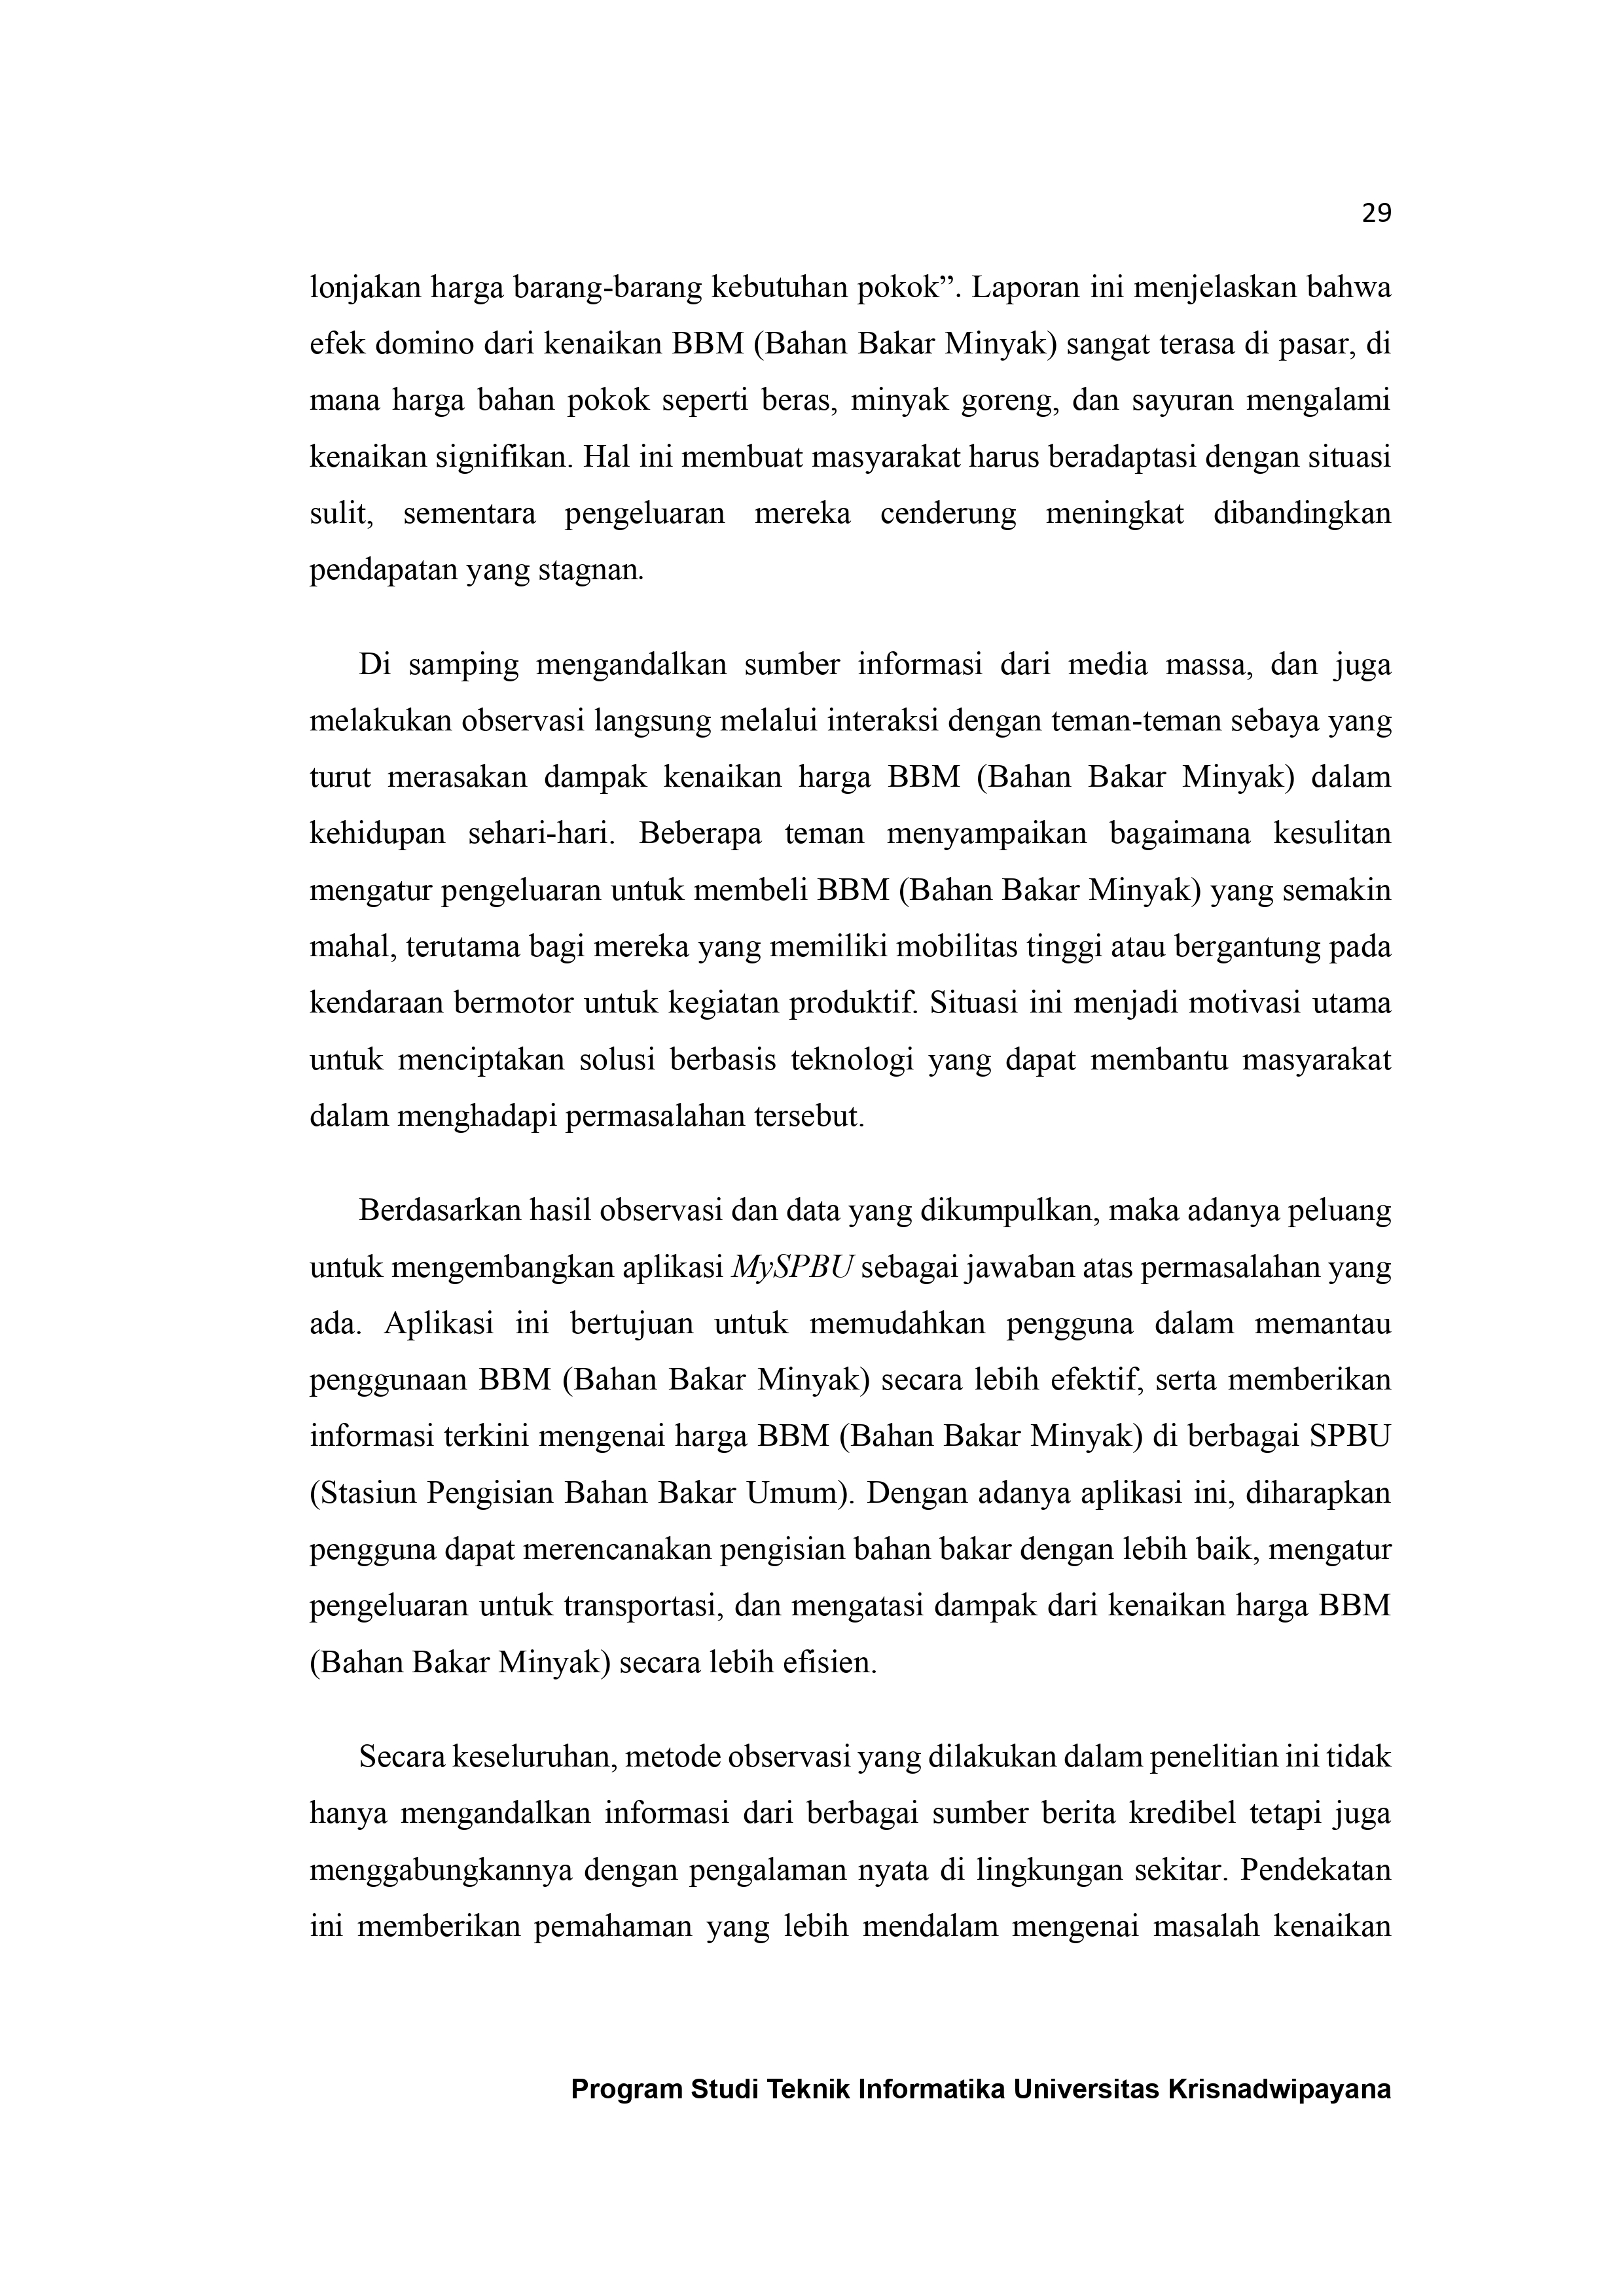 29
lonjakan harga barang-barang kebutuhan pokok”. Laporan ini menjelaskan bahwa
efek domino dari kenaikan BBM (Bahan Bakar Minyak) sangat terasa di pasar, di
mana harga bahan pokok seperti beras, minyak goreng, dan sayuran mengalami
kenaikan signifikan. Hal ini membuat masyarakat harus beradaptasi dengan situasi
sulit, sementara pengeluaran mereka cenderung meningkat dibandingkan
pendapatan yang stagnan.
Di samping mengandalkan sumber informasi dari media massa, dan juga
melakukan observasi langsung melalui interaksi dengan teman-teman sebaya yang
turut merasakan dampak kenaikan harga BBM (Bahan Bakar Minyak) dalam
kehidupan sehari-hari. Beberapa teman menyampaikan bagaimana kesulitan
mengatur pengeluaran untuk membeli BBM (Bahan Bakar Minyak) yang semakin
mahal, terutama bagi mereka yang memiliki mobilitas tinggi atau bergantung pada
kendaraan bermotor untuk kegiatan produktif. Situasi ini menjadi motivasi utama
untuk menciptakan solusi berbasis teknologi yang dapat membantu masyarakat
dalam menghadapi permasalahan tersebut.
Berdasarkan hasil observasi dan data yang dikumpulkan, maka adanya peluang
untuk mengembangkan aplikasi MySPBU sebagai jawaban atas permasalahan yang
ada. Aplikasi ini bertujuan untuk memudahkan pengguna dalam memantau
penggunaan BBM (Bahan Bakar Minyak) secara lebih efektif, serta memberikan
informasi terkini mengenai harga BBM (Bahan Bakar Minyak) di berbagai SPBU
(Stasiun Pengisian Bahan Bakar Umum). Dengan adanya aplikasi ini, diharapkan
pengguna dapat merencanakan pengisian bahan bakar dengan lebih baik, mengatur
pengeluaran untuk transportasi, dan mengatasi dampak dari kenaikan harga BBM
(Bahan Bakar Minyak) secara lebih efisien.
Secara keseluruhan, metode observasi yang dilakukan dalam penelitian ini tidak
hanya mengandalkan informasi dari berbagai sumber berita kredibel tetapi juga
menggabungkannya dengan pengalaman nyata di lingkungan sekitar. Pendekatan
ini memberikan pemahaman yang lebih mendalam mengenai masalah kenaikan
Program Studi Teknik Informatika Universitas Krisnadwipayana